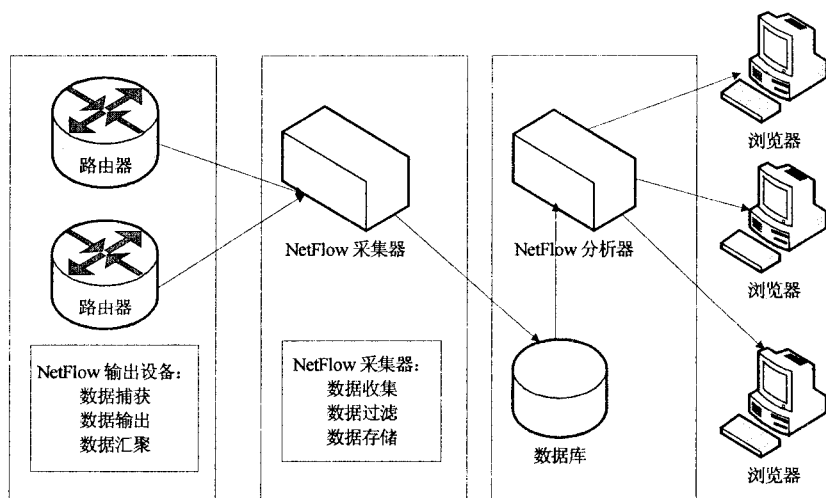 路由器
路由器
NetFlow 输出设备：
数据捕获
数据输出
数据汇聚
NetFlow 采集器
NetFlow 采集器：
数据收集
数据过滤
数据存储
NetFlow 分析器
数据库
浏览器
浏览器
浏览器